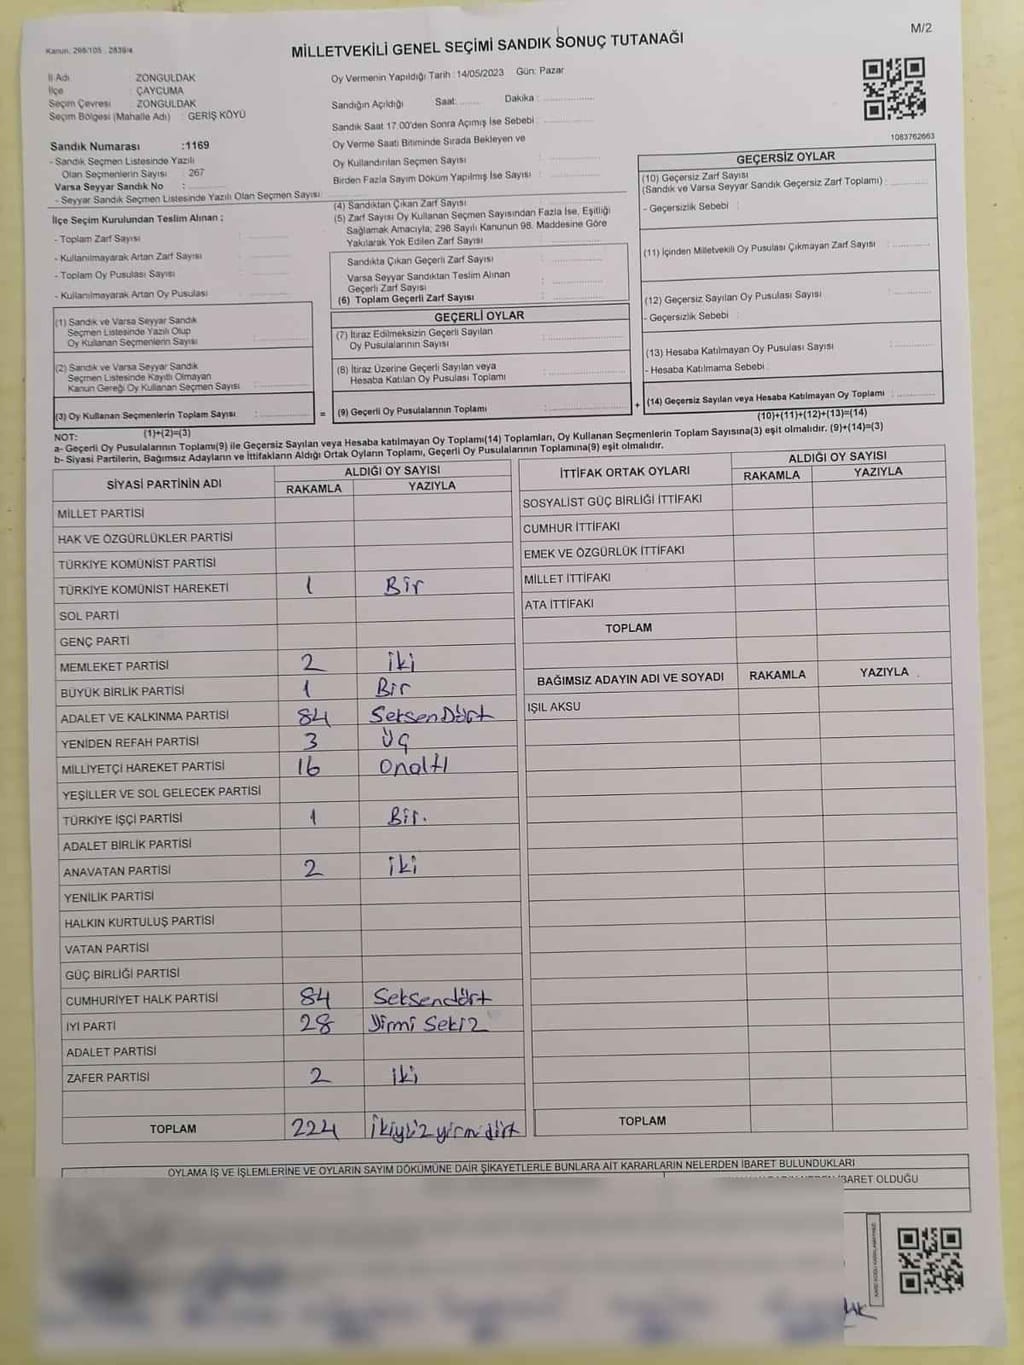 Kanun: 298/105 . 2839/4
MİLLETVEKİLİ GENEL SEÇİMİ SANDIK SONUÇ TUTANAĞI
M/2
İl Adı ZONGULDAK
İlçe : ÇAYCUMA
Seçim Çevresi : ZONGULDAK
Seçim Bölgesi (Mahalle Adı) : GERİŞ KÖYÜ
Sandık Numarası :1169
- Sandık Seçmen Listesinde Yazılı
Olan Seçmenlerin Sayısı : 267
Varsa Seyyar Sandık No :
- Seyyar Sandık Seçmen Listesinde Yazılı Olan Seçmen Sayısı :
Oy Vermenin Yapıldığı Tarih :14/05/2023 Gün: Pazar
Sandığın Açıldığı Saat: Dakika :
Sandık Saat 17.00'den Sonra Açımış İse Sebebi :
Oy Verme Saati Bitiminde Sırada Bekleyen ve
Oy Kullandırılan Seçmen Sayısı :
Birden Fazla Sayım Döküm Yapılmış İse Sayısı :
1083762663
İlçe Seçim Kurulundan Teslim Alınan ;
- Toplam Zarf Sayısı :
- Kullanılmayarak Artan Zarf Sayısı :
- Toplam Oy Pusulası Sayısı :
- Kullanılmayarak Artan Oy Pusulası :
(1) Sandık ve Varsa Seyyar Sandık
Seçmen Listesinde Yazılı Olup
Oy Kullanan Seçmenlerin Sayısı :
(2) Sandık ve Varsa Seyyar Sandık
Seçmen Listesinde Kayıtlı Olmayan
Kanun Gereği Oy Kullanan Seçmen Sayısı :
(3) Oy Kullanan Seçmenlerin Toplam Sayısı :
(1)+(2)=(3)
(4) Sandıktan Çıkan Zarf Sayısı :
(5) Zarf Sayısı Oy Kullanan Seçmen Sayısından Fazla İse, Eşitliği
Sağlamak Amacıyla; 298 Sayılı Kanunun 98. Maddesine Göre
Yakılarak Yok Edilen Zarf Sayısı :
Sandıkta Çıkan Geçerli Zarf Sayısı :
Varsa Seyyar Sandıktan Teslim Alınan
Geçerli Zarf Sayısı :
(6) Toplam Geçerli Zarf Sayısı :
GEÇERLİ OYLAR
(7) İtiraz Edilmeksizin Geçerli Sayılan
Oy Pusulalarının Sayısı :
(8) İtiraz Üzerine Geçerli Sayılan veya
Hesaba Katılan Oy Pusulası Toplamı :
= (9) Geçerli Oy Pusulalarının Toplamı :
GEÇERSİZ OYLAR
(10) Geçersiz Zarf Sayısı
(Sandık ve Varsa Seyyar Sandık Geçersiz Zarf Toplamı) :
- Geçersizlik Sebebi :
(11) İçinden Milletvekili Oy Pusulası Çıkmayan Zarf Sayısı :
(12) Geçersiz Sayılan Oy Pusulası Sayısı :
- Geçersizlik Sebebi :
(13) Hesaba Katılmayan Oy Pusulası Sayısı :
- Hesaba Katılmama Sebebi :
+ (14) Geçersiz Sayılan veya Hesaba Katılmayan Oy Toplamı :
(10)+(11)+(12)+(13)=(14)
NOT:
a- Geçerli Oy Pusulalarının Toplamı(9) ile Geçersiz Sayılan veya Hesaba katılmayan Oy Toplamı(14) Toplamları, Oy Kullanan Seçmenlerin Toplam Sayısına(3) eşit olmalıdır. (9)+(14)=(3)
b- Siyasi Partilerin, Bağımsız Adayların ve İttifakların Aldığı Ortak Oyların Toplamı, Geçerli Oy Pusulalarının Toplamına(9) eşit olmalıdır.
SİYASİ PARTİNİN ADI ALDIĞI OY SAYISI
RAKAMLA YAZIYLA
MİLLET PARTİSİ
HAK VE ÖZGÜRLÜKLER PARTİSİ
TÜRKİYE KOMÜNİST PARTİSİ
TÜRKİYE KOMÜNİST HAREKETİ 1 Bir
SOL PARTİ
GENÇ PARTİ
MEMLEKET PARTİSİ 2 iki
BÜYÜK BİRLİK PARTİSİ 1 Bir
ADALET VE KALKINMA PARTİSİ 84 SeksenDört
YENİDEN REFAH PARTİSİ 3 Üç
MİLLİYETÇİ HAREKET PARTİSİ 16 Onaltı
YEŞİLLER VE SOL GELECEK PARTİSİ
TÜRKİYE İŞÇİ PARTİSİ 1 Bir.
ADALET BİRLİK PARTİSİ
ANAVATAN PARTİSİ 2 iki
YENİLİK PARTİSİ
HALKIN KURTULUŞ PARTİSİ
VATAN PARTİSİ
GÜÇ BİRLİĞİ PARTİSİ
CUMHURİYET HALK PARTİSİ 84 Seksendört
İYİ PARTİ 28 Yirmi Sekiz
ADALET PARTİSİ
ZAFER PARTİSİ 2 iki
TOPLAM 224 ikiyüzyirmidört
İTTİFAK ORTAK OYLARI ALDIĞI OY SAYISI
RAKAMLA YAZIYLA
SOSYALİST GÜÇ BİRLİĞİ İTTİFAKI
CUMHUR İTTİFAKI
EMEK VE ÖZGÜRLÜK İTTİFAKI
MİLLET İTTİFAKI
ATA İTTİFAKI
TOPLAM
BAĞIMSIZ ADAYIN ADI VE SOYADI RAKAMLA YAZIYLA
IŞIL AKSU
TOPLAM
OYLAMA İŞ VE İŞLEMLERİNE VE OYLARIN SAYIM DÖKÜMÜNE DAİR ŞİKAYETLERLE BUNLARA AİT KARARLARIN NELERDEN İBARET BULUNDUKLARI
İBARET OLDUĞU